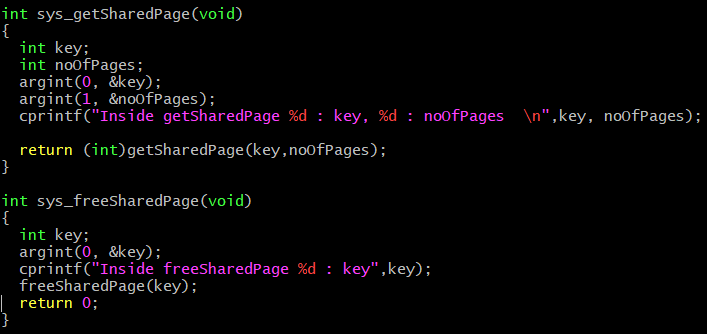 int sys_getSharedPage(void)
{
  int key;
  int noOfPages;
  argint(0, &key);
  argint(1, &noOfPages);
  cprintf("Inside getSharedPage %d : key, %d : noOfPages  \n",key, noOfPages);

  return (int)getSharedPage(key,noOfPages);
}

int sys_freeSharedPage(void)
{
  int key;
  argint(0, &key);
  cprintf("Inside freeSharedPage %d : key",key);
  freeSharedPage(key);
  return 0;
}